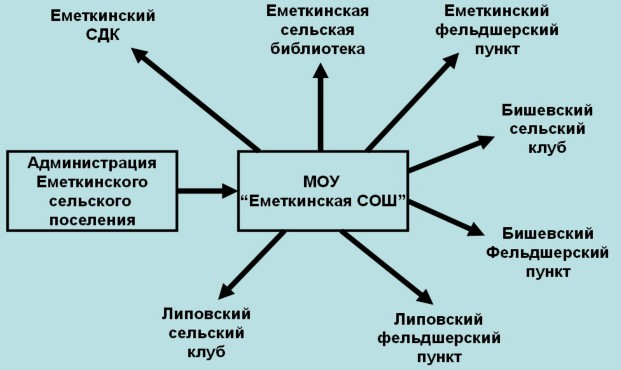 Еметкинский
СДК
Еметкинская
сельская
библиотека
Еметкинский
фельдшерский
пункт
Бишевский
сельский
клуб
Администрация
Еметкинского
сельского
поселения
МОУ
“Еметкинская СОШ”
Бишевский
Фельдшерский
пункт
Липовский
сельский
клуб
Липовский
фельдшерский
пункт